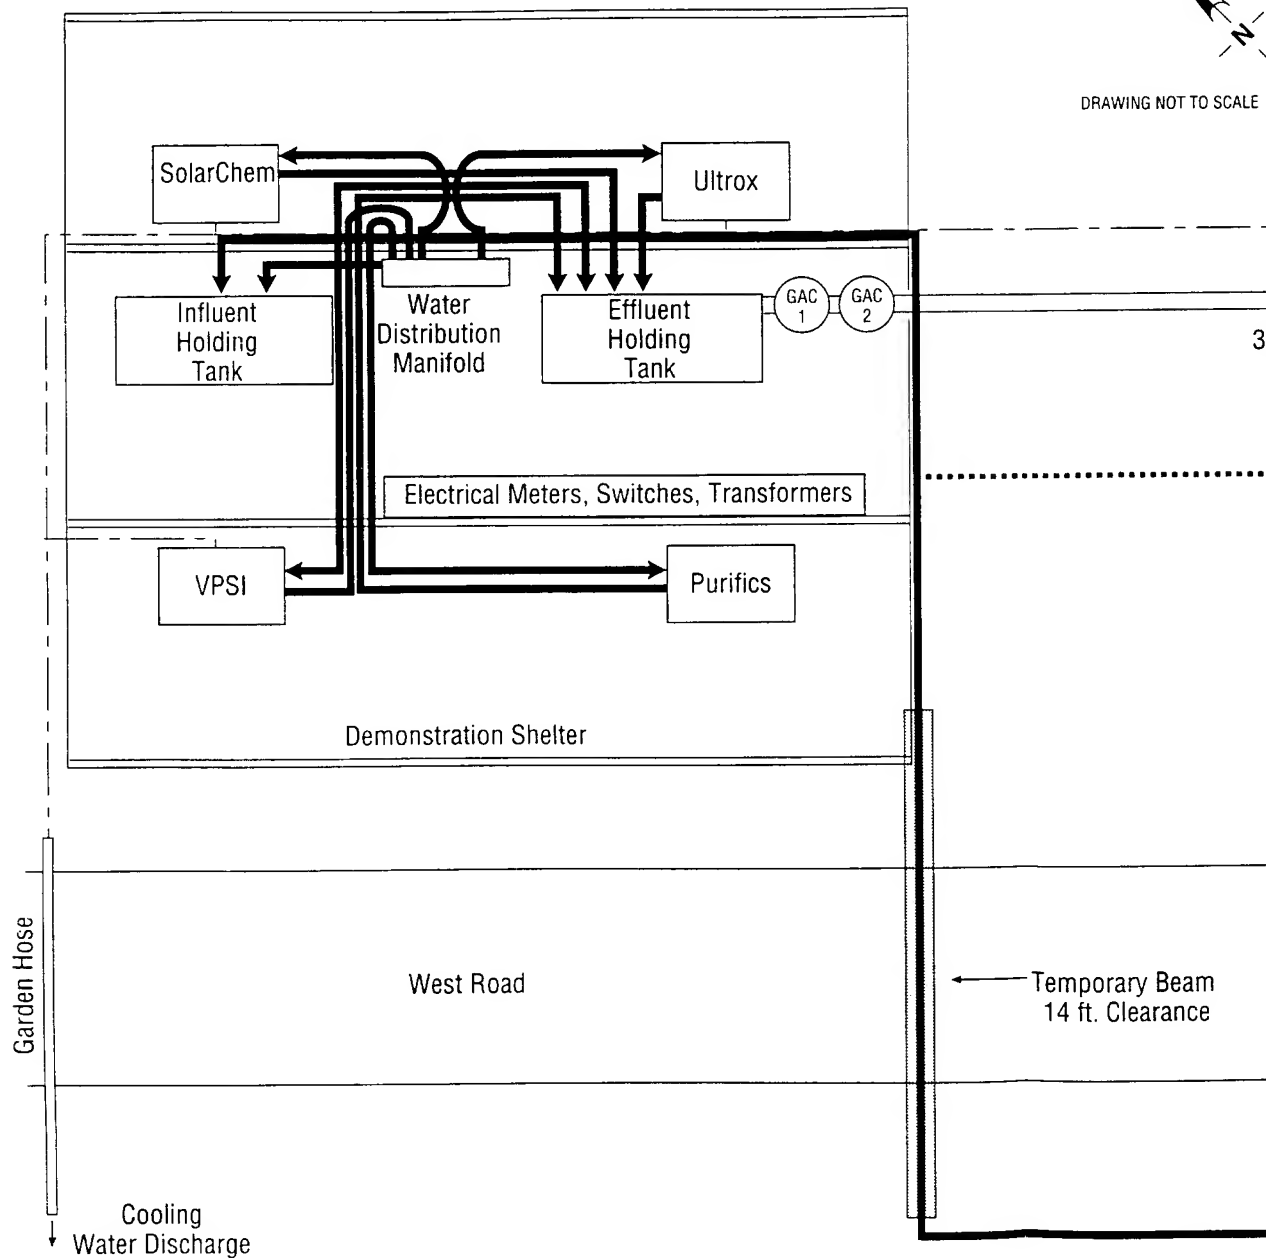 N
DRAWING NOT TO SCALE
SolarChem
Ultrox
Influent
Holding
Tank
Water
Distribution
Manifold
Effluent
Holding
Tank
GAC
1
GAC
2
3
Electrical Meters, Switches, Transformers
VPSI
Purifics
Demonstration Shelter
Garden Hose
West Road
Temporary Beam
14 ft. Clearance
Cooling
Water Discharge